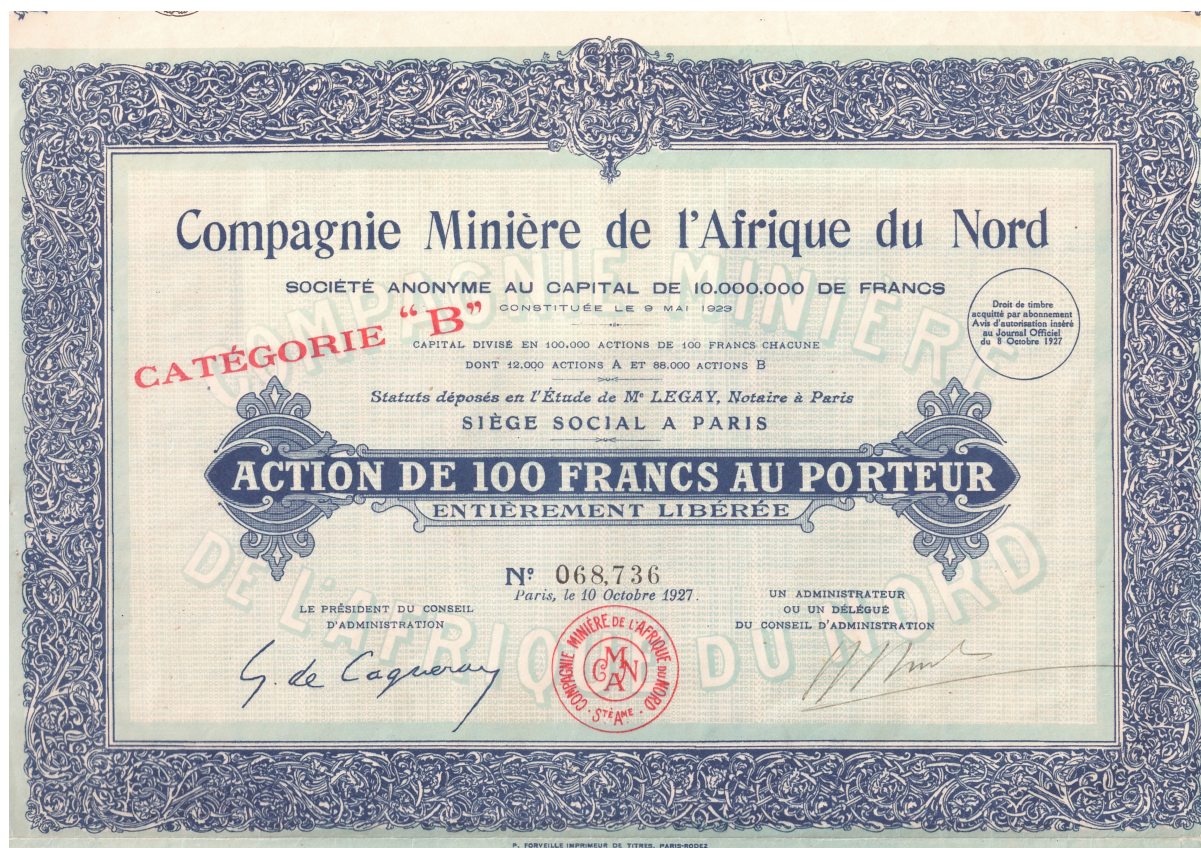 Compagnie Minière de l'Afrique du Nord
SOCIÉTÉ ANONYME AU CAPITAL DE 10.000.000 DE FRANCS
CONSTITUÉE LE 9 MAI 1923
CATÉGORIE "B"
CAPITAL DIVISÉ EN 100.000 ACTIONS DE 100 FRANCS CHACUNE
DONT 12.000 ACTIONS A ET 88.000 ACTIONS B
Droit de timbre
acquitté par abonnement
Avis d'autorisation inséré
au Journal Officiel
du 8 Octobre 1927
Statuts déposés en l'Étude de Me LEGAY, Notaire à Paris
SIÈGE SOCIAL A PARIS
ACTION DE 100 FRANCS AU PORTEUR
ENTIÈREMENT LIBÉRÉE
COMPAGNIE MINIÈRE
DE L'AFRIQUE DU NORD
No 068,736
Paris, le 10 Octobre 1927.
LE PRÉSIDENT DU CONSEIL
D'ADMINISTRATION
G. de Caqueray
COMPAGNIE MINIÈRE DE L'AFRIQUE DU NORD
CMNA
STÉ AME
UN ADMINISTRATEUR
OU UN DÉLÉGUÉ
DU CONSEIL D'ADMINISTRATION
P. FORVEILLE IMPRIMEUR DE TITRES, PARIS-RODEZ